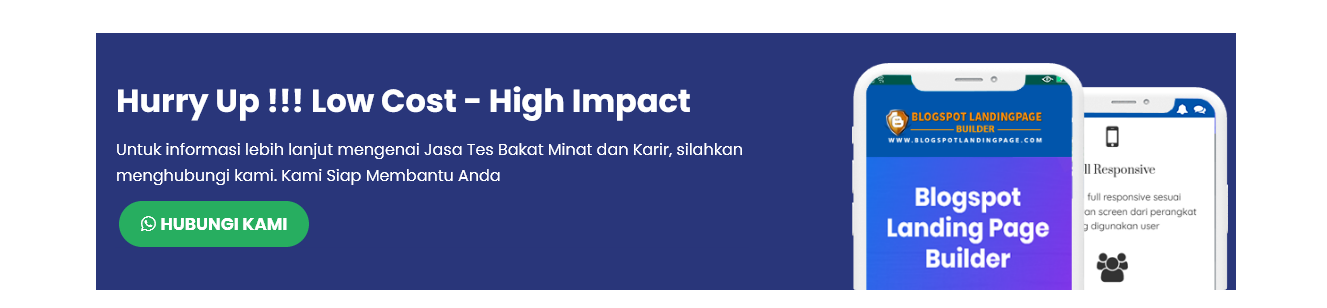 Hurry Up !!! Low Cost - High Impact
Untuk informasi lebih lanjut mengenai Jasa Tes Bakat Minat dan Karir, silahkan
menghubungi kami. Kami Siap Membantu Anda
HUBUNGI KAMI
BLOGSPOT LANDINGPAGE
BUILDER
WWW.BLOGSPOTLANDINGPAGE.COM
Blogspot
Landing Page
Builder
ll Responsive
full responsive sesuai
an screen dari perangkat
g digunakan user